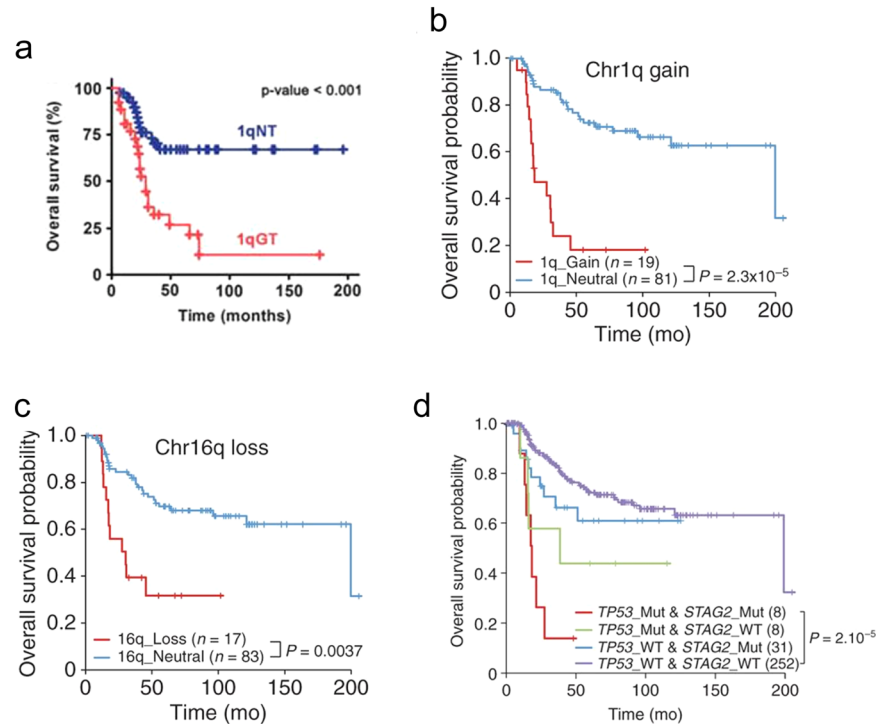 a
100
75
50
25
0
Overall survival (%)
p-value < 0.001
1qNT
1qGT
0 50 100 150 200
Time (months)
b
1.0
0.8
0.6
0.4
0.2
0
Overall survival probability
Chr1q gain
1q_Gain (n = 19)
1q_Neutral (n = 81)
P = 2.3x10⁻⁵
0 50 100 150 200
Time (mo)
c
1.0
0.8
0.6
0.4
0.2
0
Overall survival probability
Chr16q loss
16q_Loss (n = 17)
16q_Neutral (n = 83)
P = 0.0037
0 50 100 150 200
Time (mo)
d
1.0
0.8
0.6
0.4
0.2
0
Overall survival probability
TP53_Mut & STAG2_Mut (8)
TP53_Mut & STAG2_WT (8)
TP53_WT & STAG2_Mut (31)
TP53_WT & STAG2_WT (252)
P = 2.10⁻⁵
0 50 100 150 200
Time (mo)